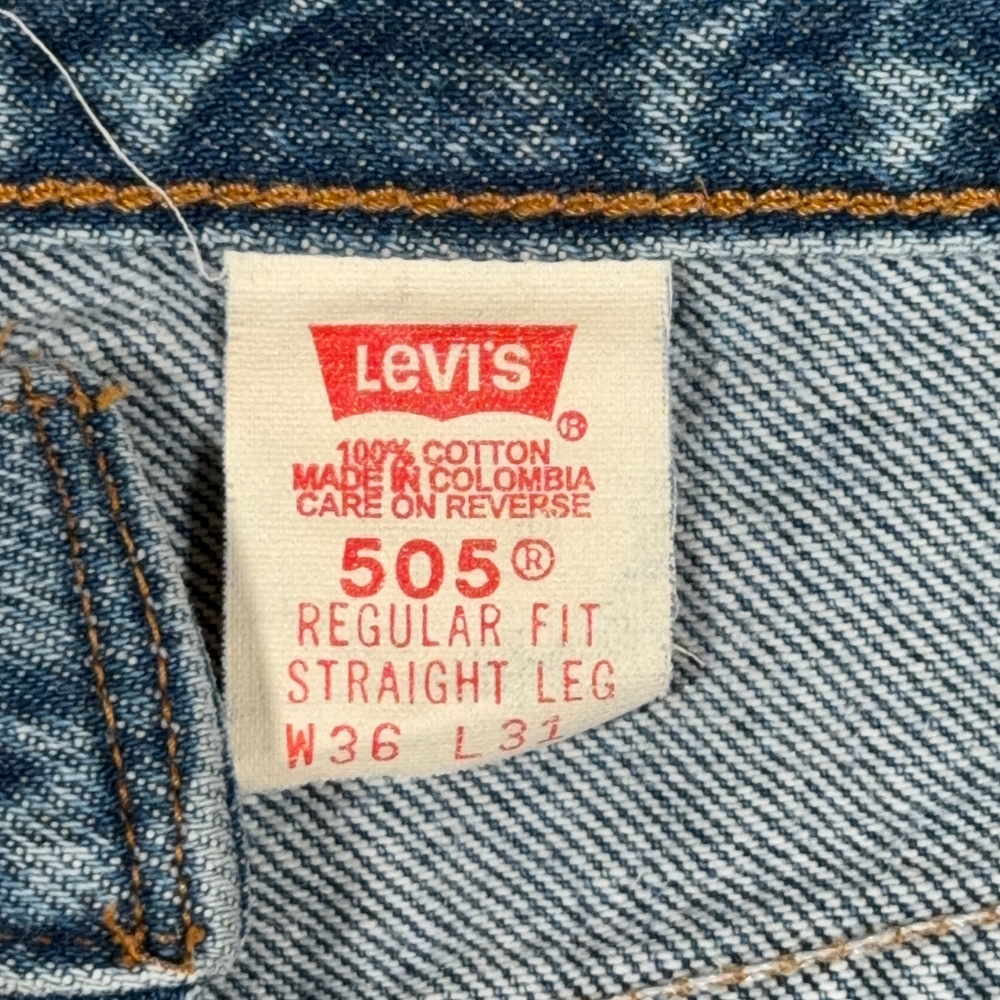 LEVI'S
®
100% COTTON
MADE IN COLOMBIA
CARE ON REVERSE
505®
REGULAR FIT
STRAIGHT LEG
W36 L31